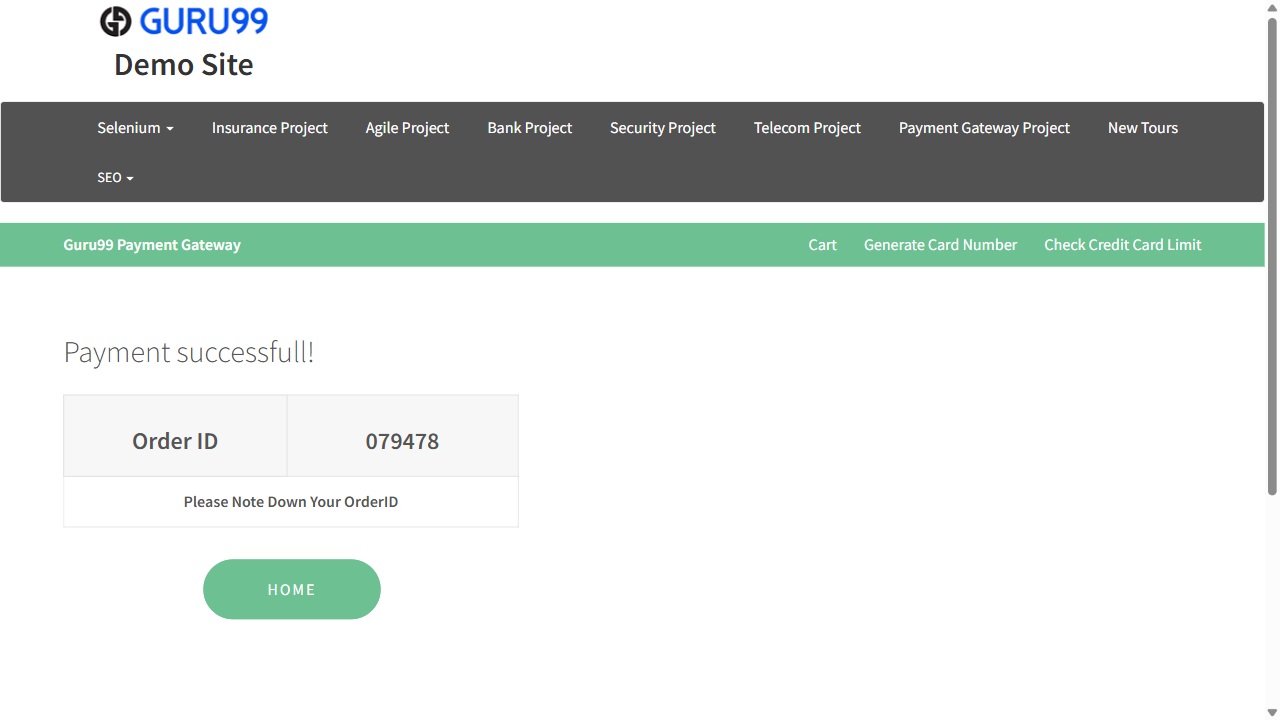 GURU99
Demo Site
Selenium Insurance Project Agile Project Bank Project Security Project Telecom Project Payment Gateway Project New Tours
SEO
Guru99 Payment Gateway Cart Generate Card Number Check Credit Card Limit
Payment successfull!
Order ID 079478
Please Note Down Your OrderID
HOME